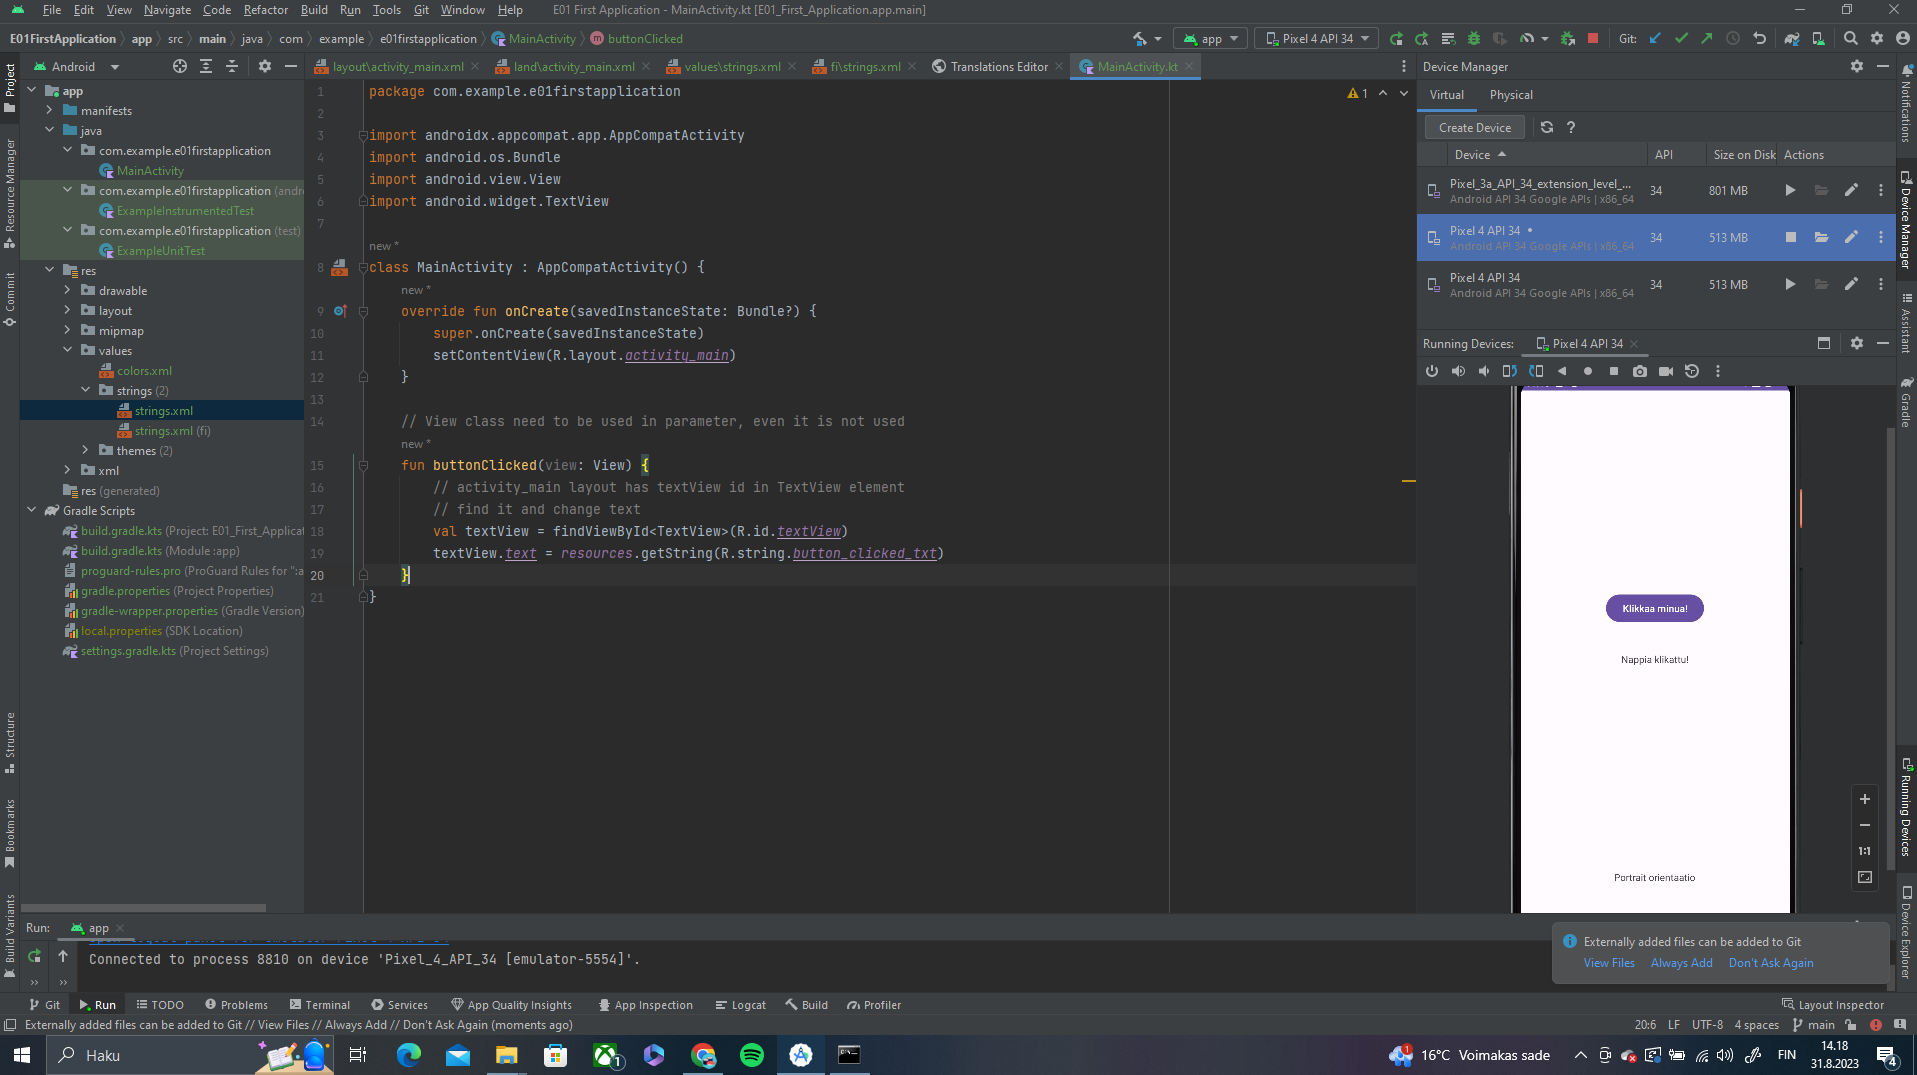 File Edit View Navigate Code Refactor Build Run Tools Git Window Help E01 First Application - MainActivity.kt [E01_First_Application.app.main]
E01FirstApplication app src main java com example e01firstapplication MainActivity buttonClicked app Pixel 4 API 34 Git:
Android layout\activity_main.xml land\activity_main.xml values\strings.xml fi\strings.xml Translations Editor MainActivity.kt
Project
Resource Manager
Commit
Structure
Bookmarks
Build Variants
app
manifests
java
com.example.e01firstapplication
MainActivity
com.example.e01firstapplication (andro
ExampleInstrumentedTest
com.example.e01firstapplication (test)
ExampleUnitTest
res
drawable
layout
mipmap
values
colors.xml
strings (2)
strings.xml
strings.xml (fi)
themes (2)
xml
res (generated)
Gradle Scripts
build.gradle.kts (Project: E01_First_Applicat
build.gradle.kts (Module :app)
proguard-rules.pro (ProGuard Rules for ":a
gradle.properties (Project Properties)
gradle-wrapper.properties (Gradle Version)
local.properties (SDK Location)
settings.gradle.kts (Project Settings)
1 package com.example.e01firstapplication
2
3 import androidx.appcompat.app.AppCompatActivity
4 import android.os.Bundle
5 import android.view.View
6 import android.widget.TextView
7
new *
8 class MainActivity : AppCompatActivity() {
new *
9 override fun onCreate(savedInstanceState: Bundle?) {
10 super.onCreate(savedInstanceState)
11 setContentView(R.layout.activity_main)
12 }
13
14 // View class need to be used in parameter, even it is not used
new *
15 fun buttonClicked(view: View) {
16 // activity_main layout has textView id in TextView element
17 // find it and change text
18 val textView = findViewById<TextView>(R.id.textView)
19 textView.text = resources.getString(R.string.button_clicked_txt)
20 }
21 }
1
Device Manager
Virtual Physical
Create Device ?
Device API Size on Disk Actions
Pixel_3a_API_34_extension_level_... 34 801 MB
Android API 34 Google APIs | x86_64
Pixel 4 API 34 34 513 MB
Android API 34 Google APIs | x86_64
Pixel 4 API 34 34 513 MB
Android API 34 Google APIs | x86_64
Running Devices: Pixel 4 API 34
Klikkaa minua!
Nappia klikattu!
Portrait orientaatio
1:1
Notifications
Device Manager
Assistant
Gradle
Running Devices
Device Explorer
Run: app
Connected to process 8810 on device 'Pixel_4_API_34 [emulator-5554]'.
Externally added files can be added to Git
View Files Always Add Don't Ask Again
Git Run TODO Problems Terminal Services App Quality Insights App Inspection Logcat Build Profiler Layout Inspector
Externally added files can be added to Git // View Files // Always Add // Don't Ask Again (moments ago) 20:6 LF UTF-8 4 spaces main
Haku 1 1 16°C Voimakas sade FIN 14.18
31.8.2023 4